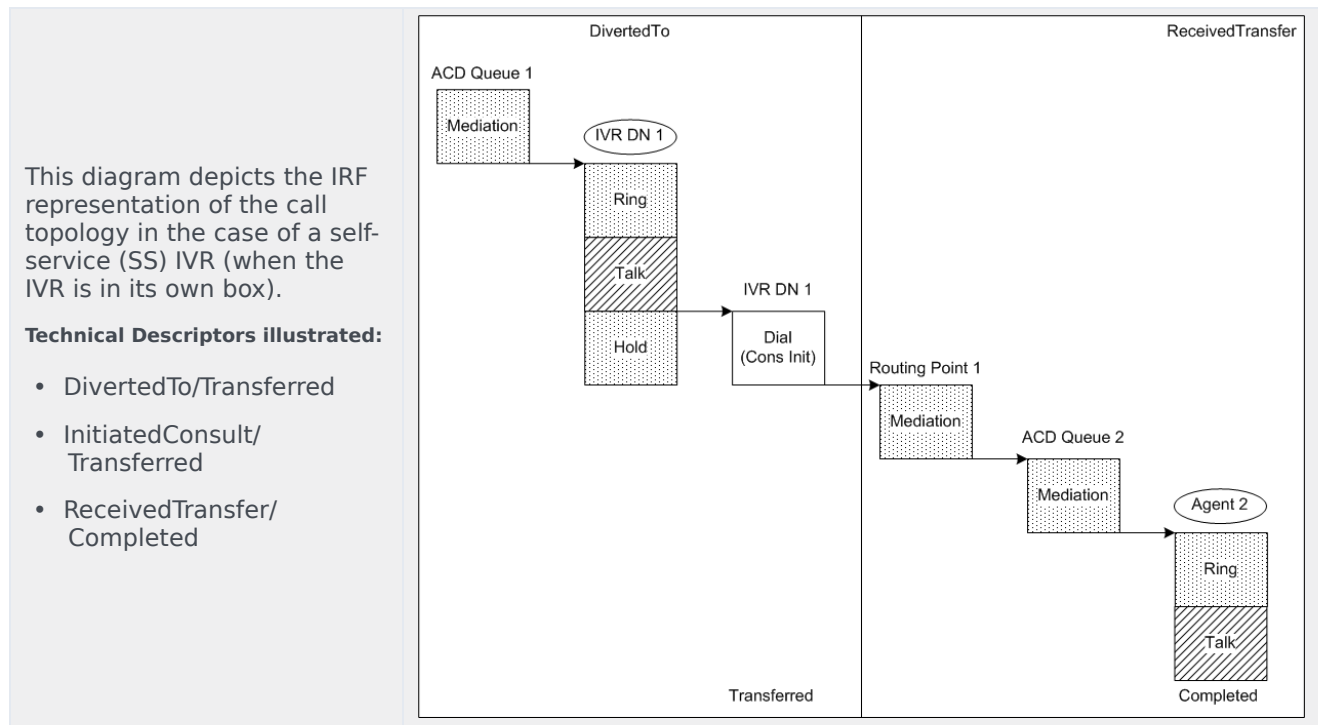 This diagram depicts the IRF
representation of the call
topology in the case of a self-
service (SS) IVR (when the
IVR is in its own box).
Technical Descriptors illustrated:
• DivertedTo/Transferred
• InitiatedConsult/
Transferred
• ReceivedTransfer/
Completed
DivertedTo
ReceivedTransfer
ACD Queue 1
Mediation
IVR DN 1
Ring
Talk
Hold
IVR DN 1
Dial
(Cons Init)
Routing Point 1
Mediation
ACD Queue 2
Mediation
Agent 2
Ring
Talk
Transferred
Completed